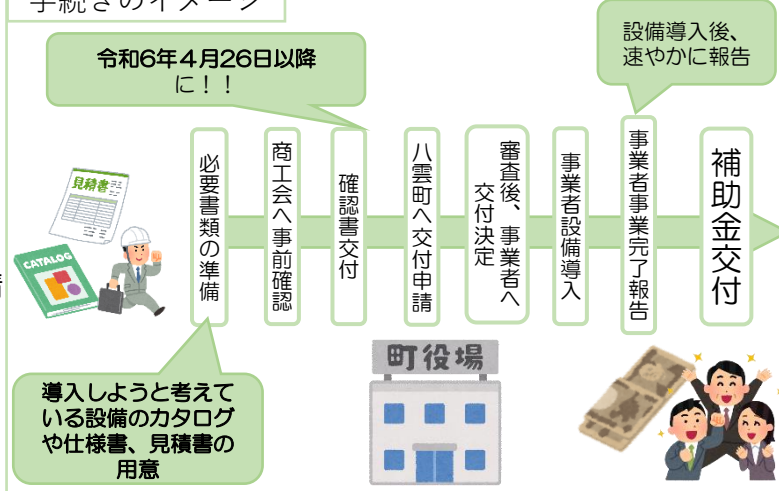 手続きのイメージ
令和6年4月26日以降
に！！
設備導入後、
速やかに報告
見積書
CATALOG
必要書類の準備
商工会へ事前確認
確認書交付
八雲町へ交付申請
審査後、事業者へ
交付決定
事業者設備導入
事業者事業完了報告
補助金交付
町役場
導入しようと考えて
いる設備のカタログ
や仕様書、見積書の
用意